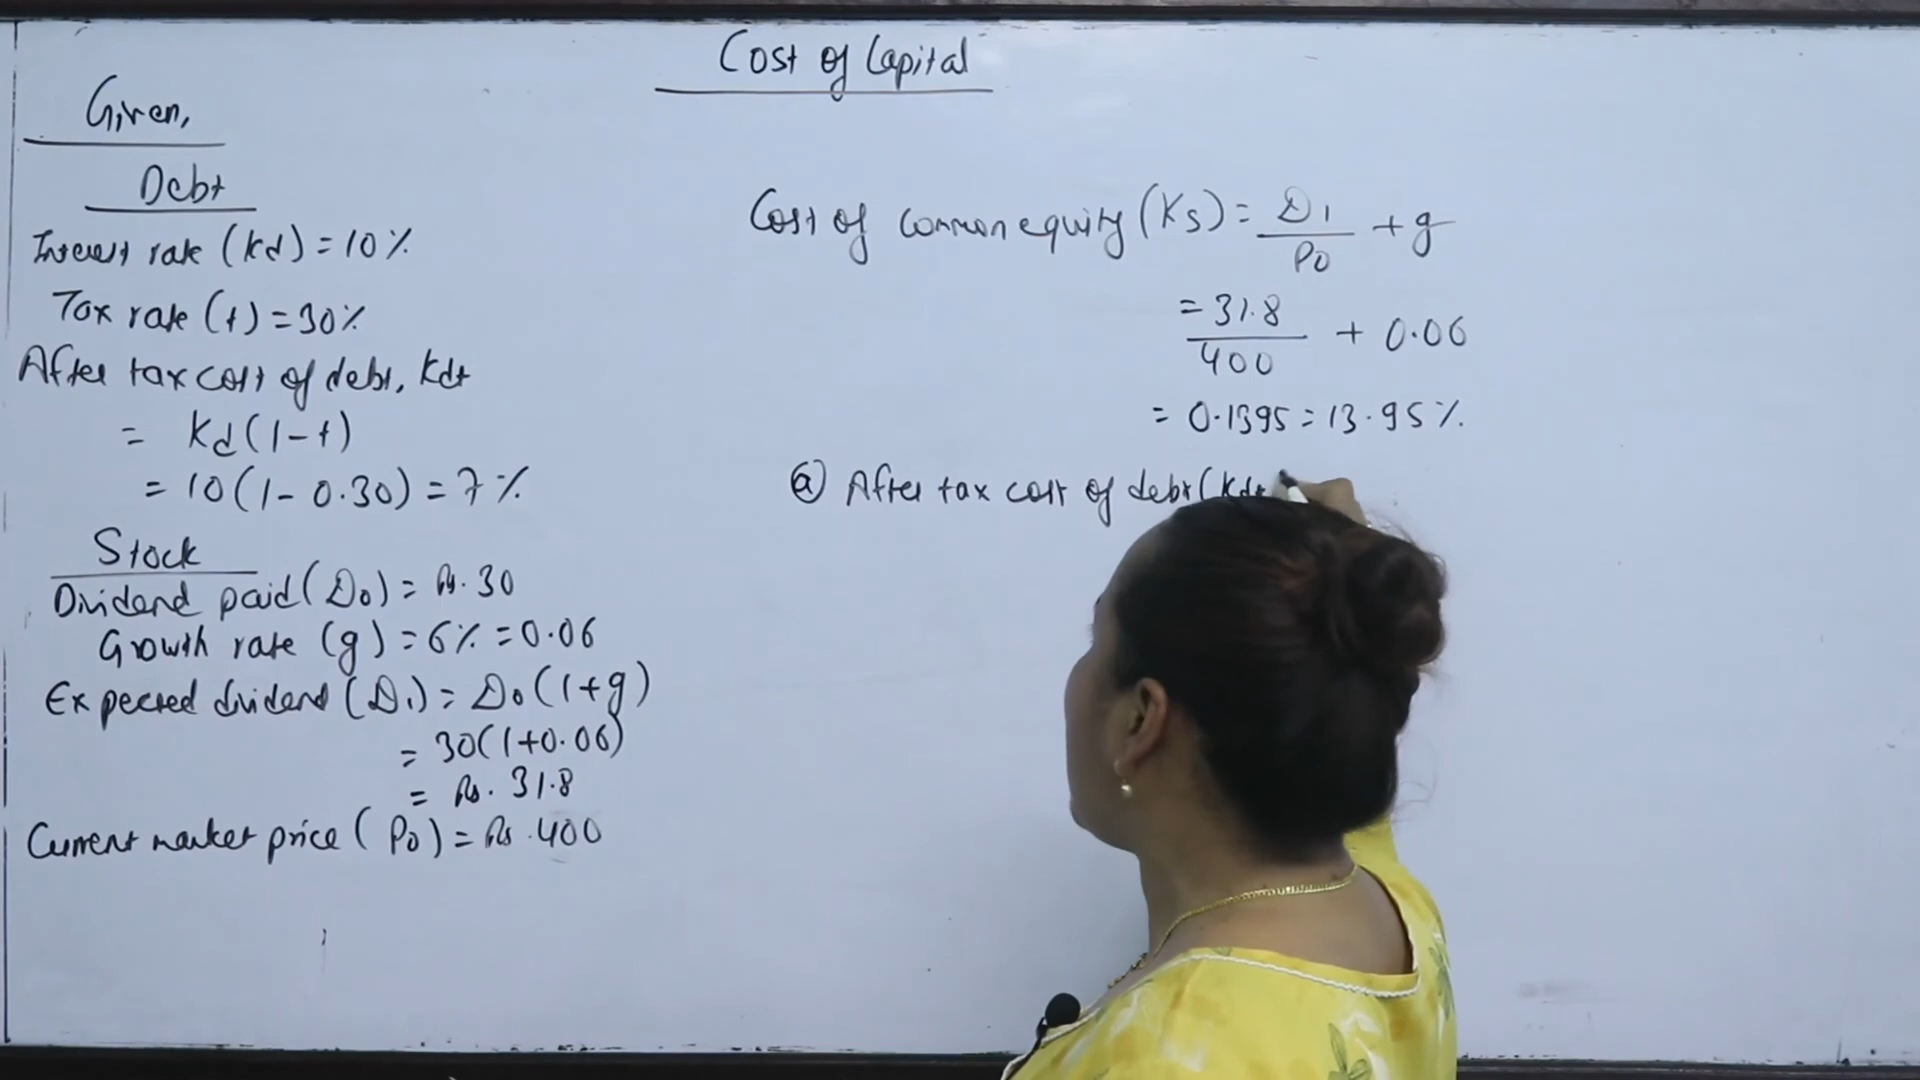 Cost of Capital
Given,
Debt
Interest rate (kd) = 10%
Tax rate (t) = 30%
After tax cost of debt, Kdt
= Kd(1-t)
= 10(1-0.30) = 7%
Stock
Dividend paid (D0) = Rs. 30
Growth rate (g) = 6% = 0.06
Expected dividend (D1) = D0(1+g)
= 30(1+0.06)
= Rs. 31.8
Current market price (P0) = Rs. 400
Cost of common equity (Ks) = D1 / P0 + g
= 31.8 / 400 + 0.06
= 0.1395 = 13.95%
(a) After tax cost of debt (Kdt